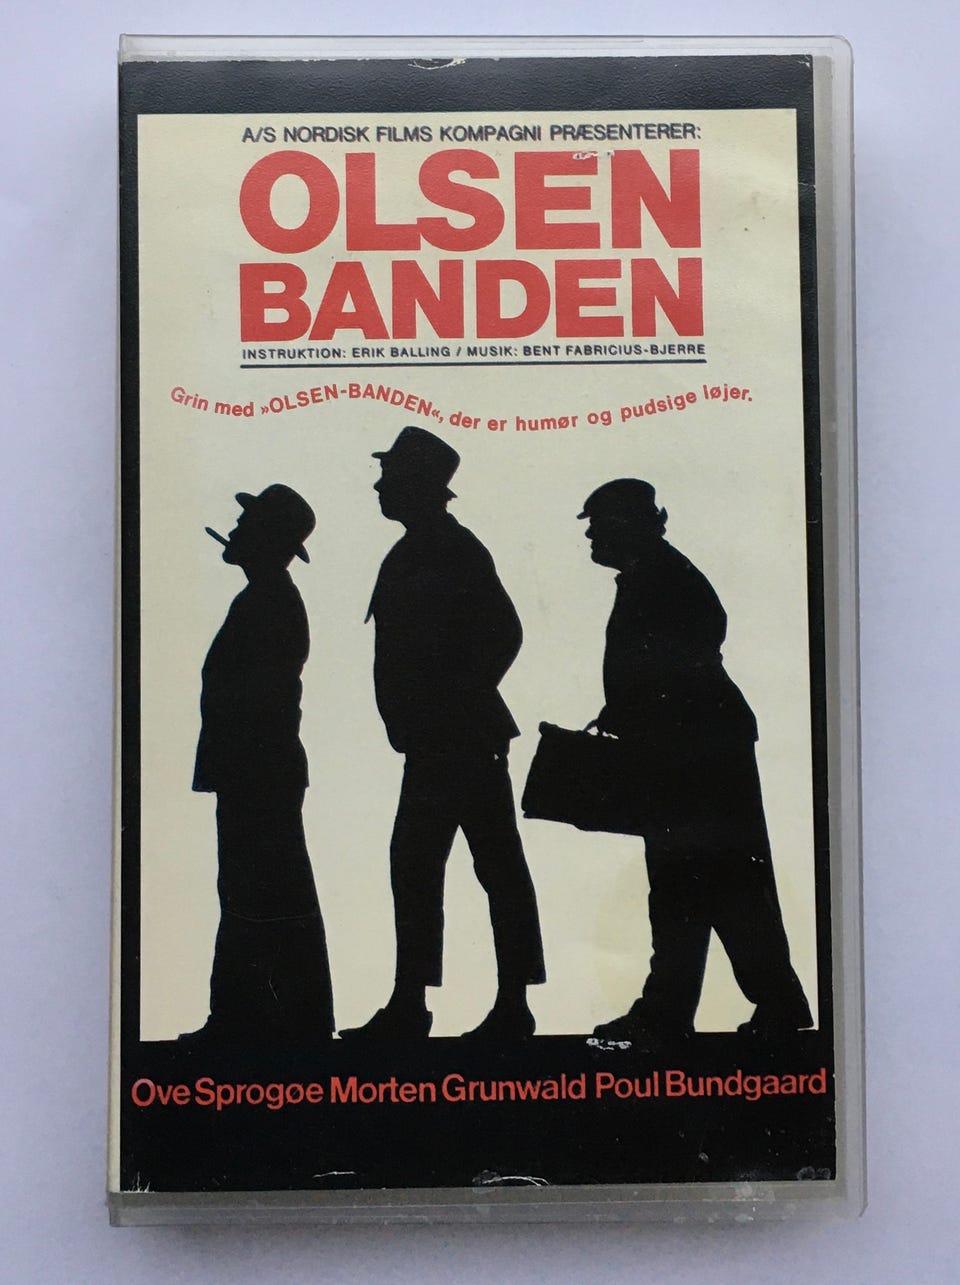 A/S NORDISK FILMS KOMPAGNI PRÆSENTERER:
OLSEN
BANDEN
INSTRUKTION: ERIK BALLING / MUSIK: BENT FABRICIUS-BJERRE
Grin med »OLSEN-BANDEN«, der er humør og pudsige løjer.
Ove Sprogøe Morten Grunwald Poul Bundgaard